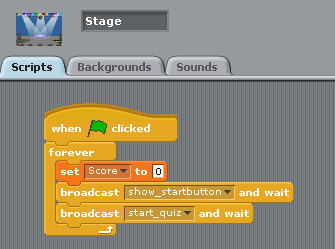 Stage
Scripts Backgrounds Sounds
when clicked
forever
set Score to 0
broadcast show_startbutton and wait
broadcast start_quiz and wait